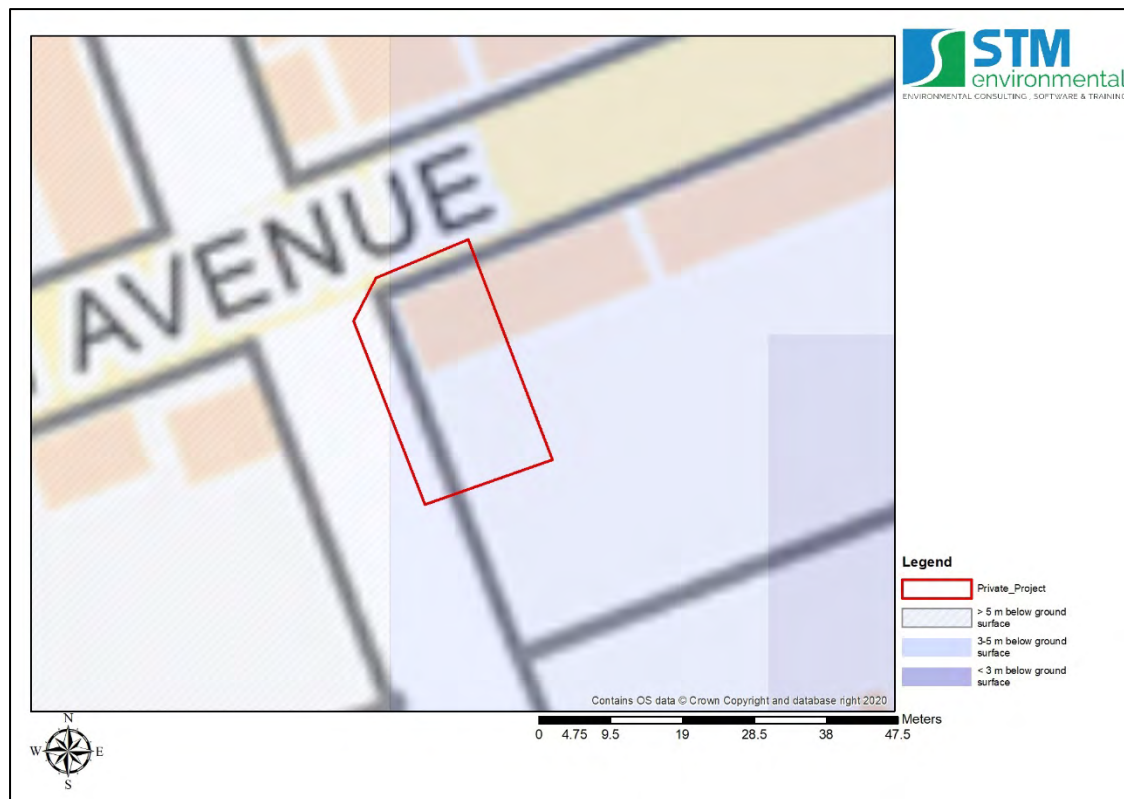 STM
environmental
ENVIRONMENTAL CONSULTING, SOFTWARE & TRAINING
AVENUE
Legend
Private_Project
> 5 m below ground
surface
3-5 m below ground
surface
< 3 m below ground
surface
Contains OS data © Crown Copyright and database right 2020
Meters
0 4.75 9.5 19 28.5 38 47.5
N
W E
S